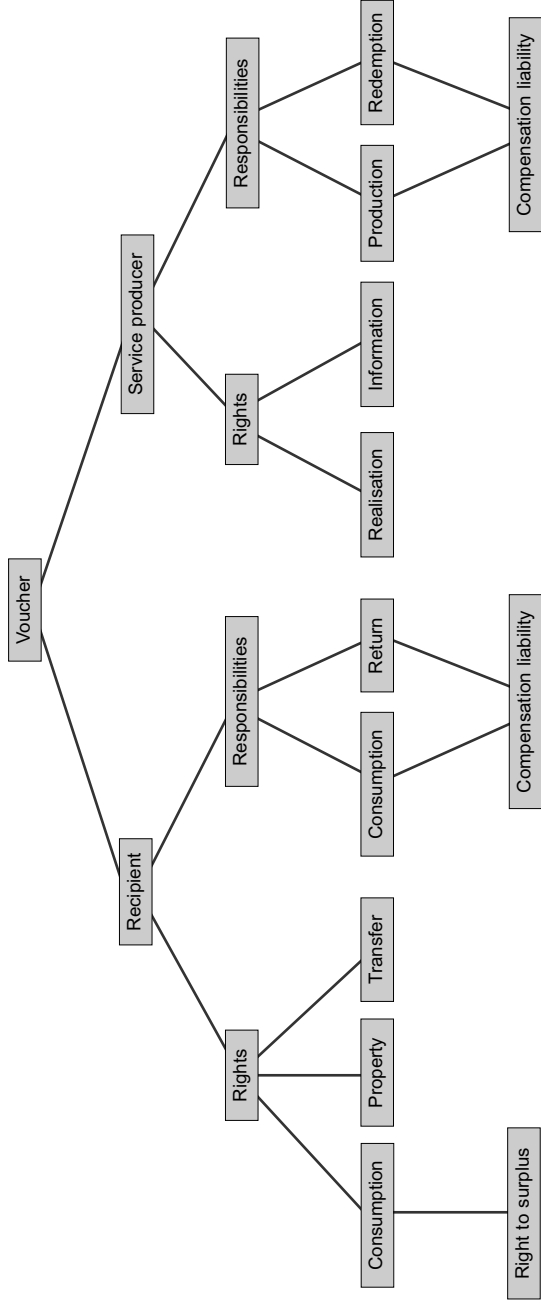 Voucher
Recipient
Service producer
Rights
Responsibilities
Rights
Responsibilities
Consumption
Property
Transfer
Consumption
Return
Realisation
Information
Production
Redemption
Right to surplus
Compensation liability
Compensation liability